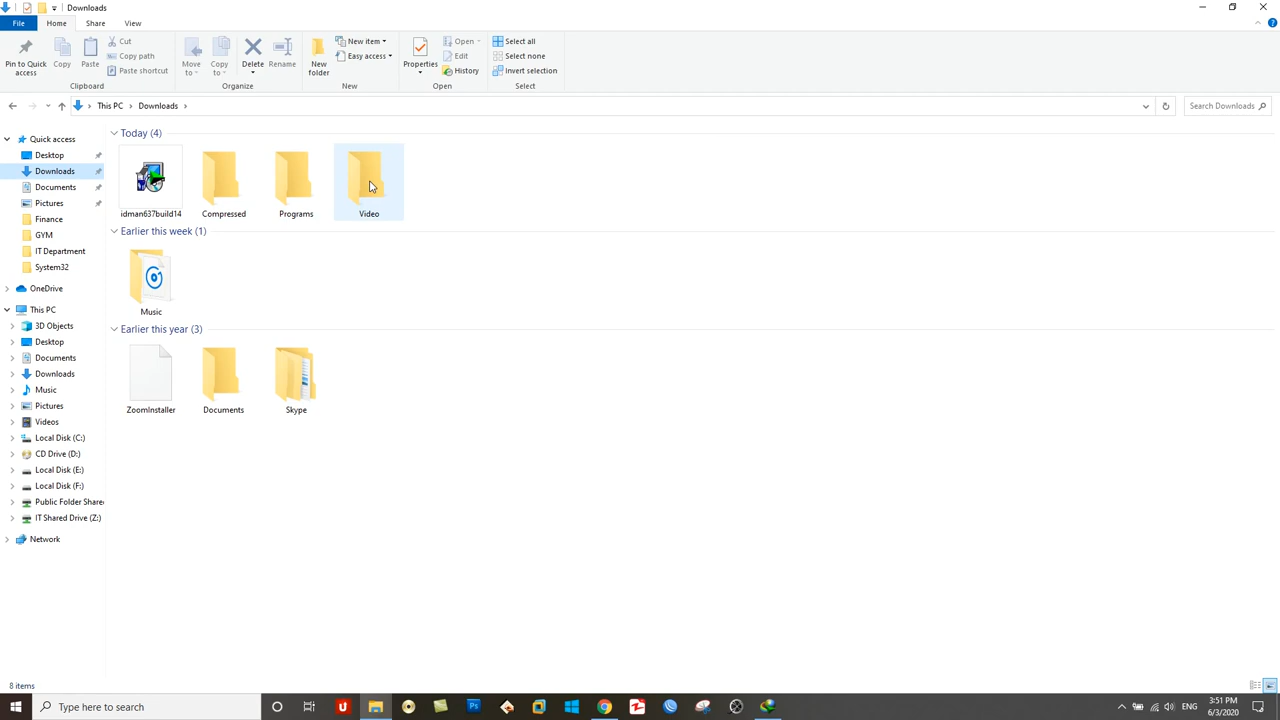 Downloads
File Home Share View
Pin to Quick access
Copy
Paste
Cut
Copy path
Paste shortcut
Clipboard
Move to
Copy to
Delete
Rename
Organize
New folder
New item
Easy access
New
Properties
Open
Edit
History
Open
Select all
Select none
Invert selection
Select
This PC > Downloads >
Search Downloads
Quick access
Desktop
Downloads
Documents
Pictures
Finance
GYM
IT Department
System32
OneDrive
This PC
3D Objects
Desktop
Documents
Downloads
Music
Pictures
Videos
Local Disk (C:)
CD Drive (D:)
Local Disk (E:)
Local Disk (F:)
Public Folder Share
IT Shared Drive (Z:)
Network
Today (4)
idman637build14 Compressed Programs Video
Earlier this week (1)
Music
Earlier this year (3)
ZoomInstaller Documents Skype
8 items
Type here to search
Ps
ENG
3:51 PM
6/3/2020